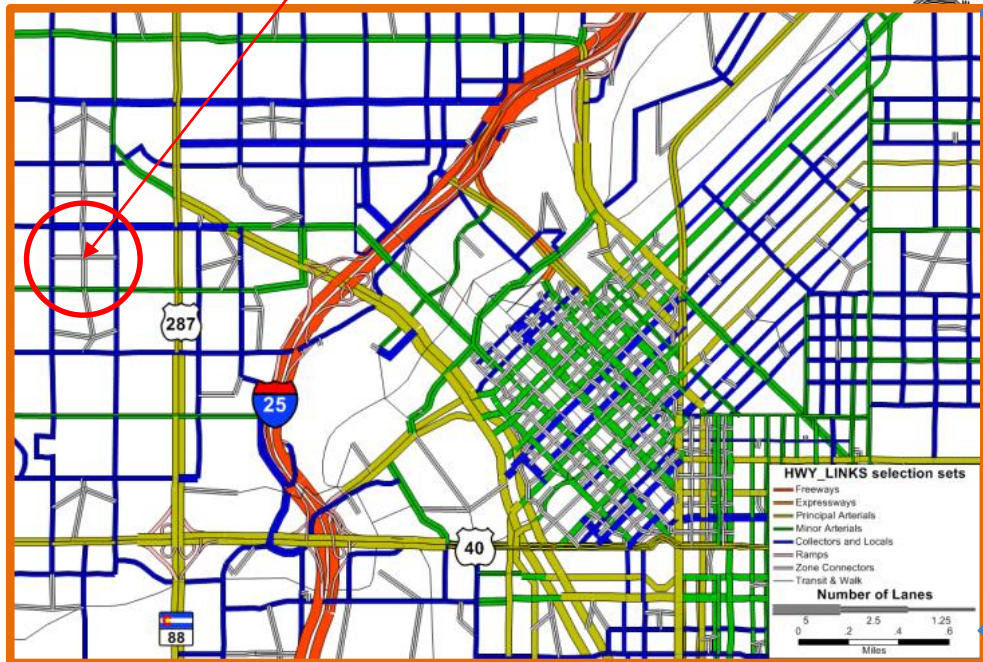 287
25
40
88
HWY_LINKS selection sets
Freeways
Expressways
Principal Arterials
Minor Arterials
Collectors and Locals
Ramps
Zone Connectors
Transit & Walk
Number of Lanes
5 2.5 1.25
0 .2 .4 .6
Miles